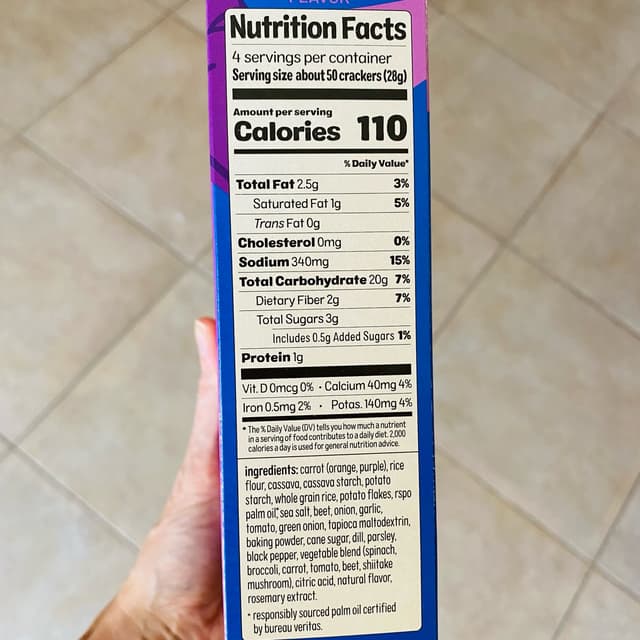 FLAVOR
Nutrition Facts
4 servings per container
Serving size about 50 crackers (28g)
Amount per serving
Calories 110
% Daily Value*
Total Fat 2.5g 3%
Saturated Fat 1g 5%
Trans Fat 0g
Cholesterol 0mg 0%
Sodium 340mg 15%
Total Carbohydrate 20g 7%
Dietary Fiber 2g 7%
Total Sugars 3g
Includes 0.5g Added Sugars 1%
Protein 1g
Vit. D 0mcg 0% · Calcium 40mg 4%
Iron 0.5mg 2% · Potas. 140mg 4%
* The % Daily Value (DV) tells you how much a nutrient
in a serving of food contributes to a daily diet. 2,000
calories a day is used for general nutrition advice.
ingredients: carrot (orange, purple), rice
flour, cassava, cassava starch, potato
starch, whole grain rice, potato flakes, rspo
palm oil*, sea salt, beet, onion, garlic,
tomato, green onion, tapioca maltodextrin,
baking powder, cane sugar, dill, parsley,
black pepper, vegetable blend (spinach,
broccoli, carrot, tomato, beet, shiitake
mushroom), citric acid, natural flavor,
rosemary extract.
* responsibly sourced palm oil certified
by bureau veritas.